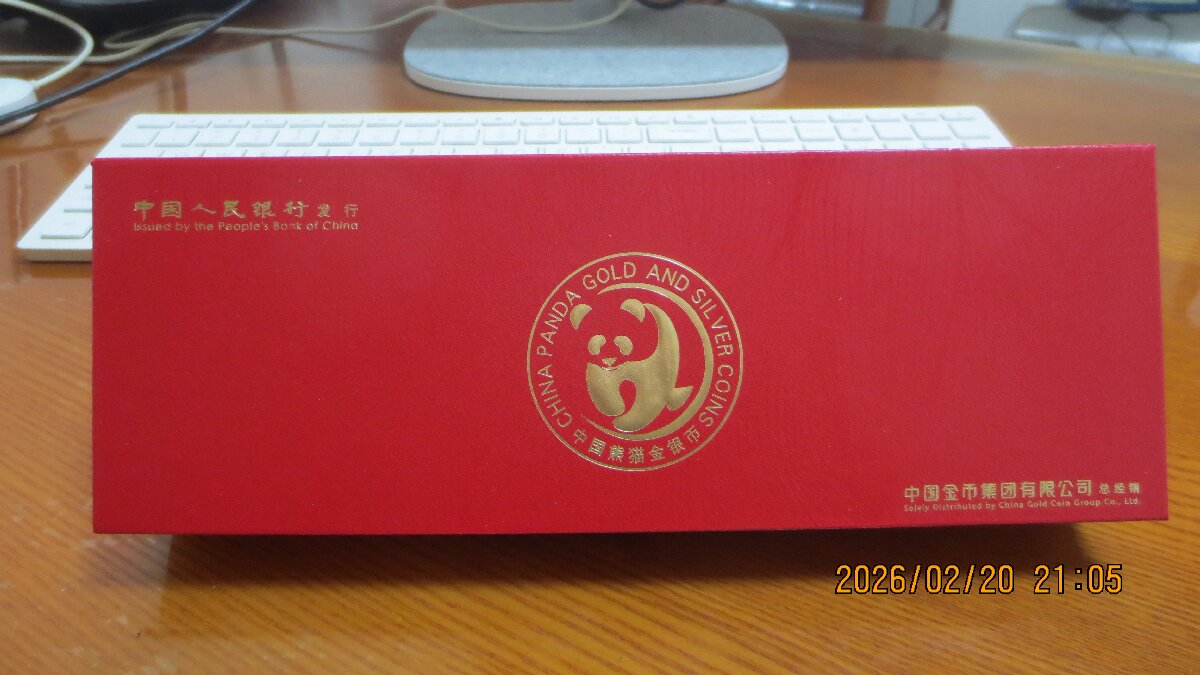 中国人民银行发行
Issued by the People's Bank of China
CHINA PANDA GOLD AND SILVER COINS
中国熊猫金银币
中国金币集团有限公司 总经销
Solely Distributed by China Gold Coin Group Co., Ltd.
2026/02/20 21:05